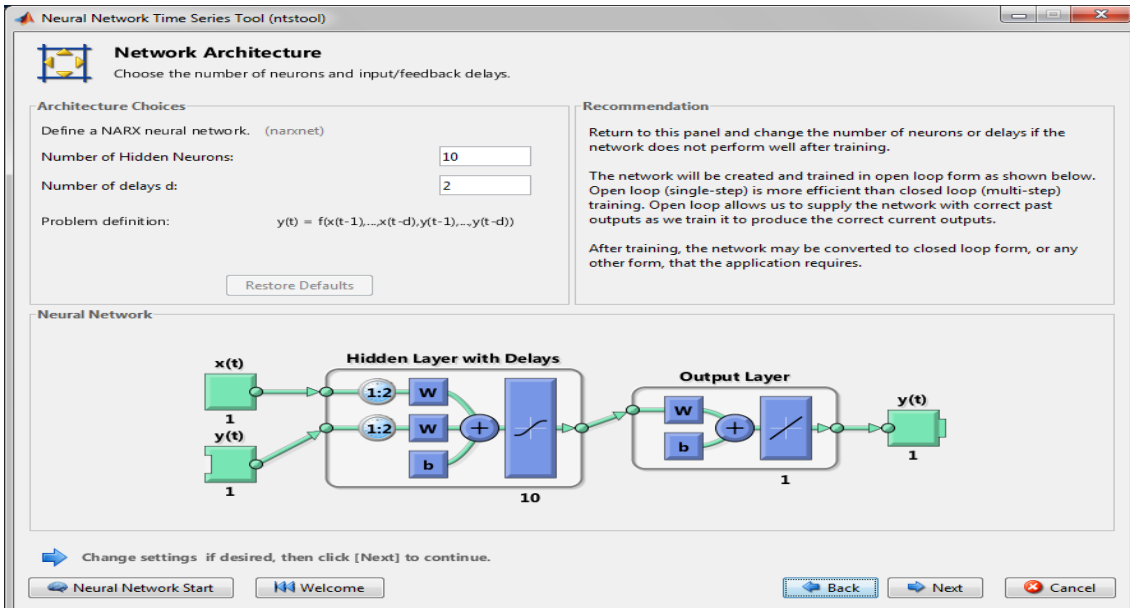 Neural Network Time Series Tool (ntstool)
Network Architecture
Choose the number of neurons and input/feedback delays.
Architecture Choices
Define a NARX neural network. (narxnet)
Number of Hidden Neurons: 10
Number of delays d: 2
Problem definition: y(t) = f(x(t-1),...,x(t-d),y(t-1),...,y(t-d))
Restore Defaults
Recommendation
Return to this panel and change the number of neurons or delays if the
network does not perform well after training.
The network will be created and trained in open loop form as shown below.
Open loop (single-step) is more efficient than closed loop (multi-step)
training. Open loop allows us to supply the network with correct past
outputs as we train it to produce the correct current outputs.
After training, the network may be converted to closed loop form, or any
other form, that the application requires.
Neural Network
x(t)
1
y(t)
1
Hidden Layer with Delays
1:2 W
1:2 W
+
b
10
Output Layer
W
+
b
1
y(t)
1
Change settings if desired, then click [Next] to continue.
Neural Network Start Welcome Back Next Cancel